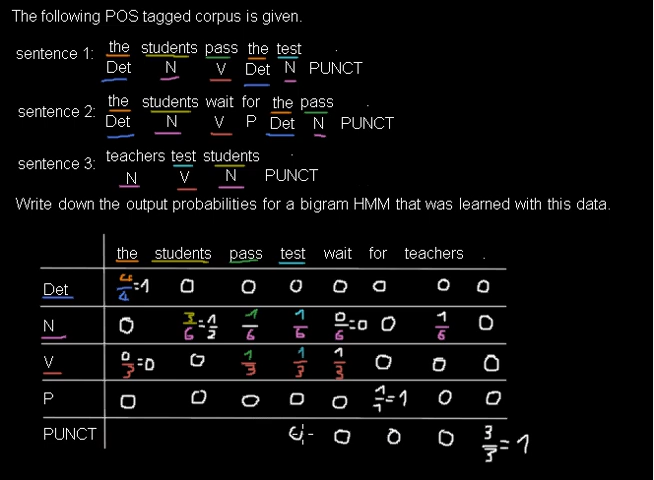 The following POS tagged corpus is given.
sentence 1: the students pass the test .
Det N V Det N PUNCT
sentence 2: the students wait for the pass .
Det N V P Det N PUNCT
sentence 3: teachers test students .
N V N PUNCT
Write down the output probabilities for a bigram HMM that was learned with this data.
the students pass test wait for teachers .
Det 4/4=1 0 0 0 0 0 0 0
N 0 3/6=1/2 1/6 1/6 0/6=0 0 1/6 0
V 0/3=0 0 1/3 1/3 1/3 0 0 0
P 0 0 0 0 0 1/1=1 0 0
PUNCT 0 0 0 3/3=1